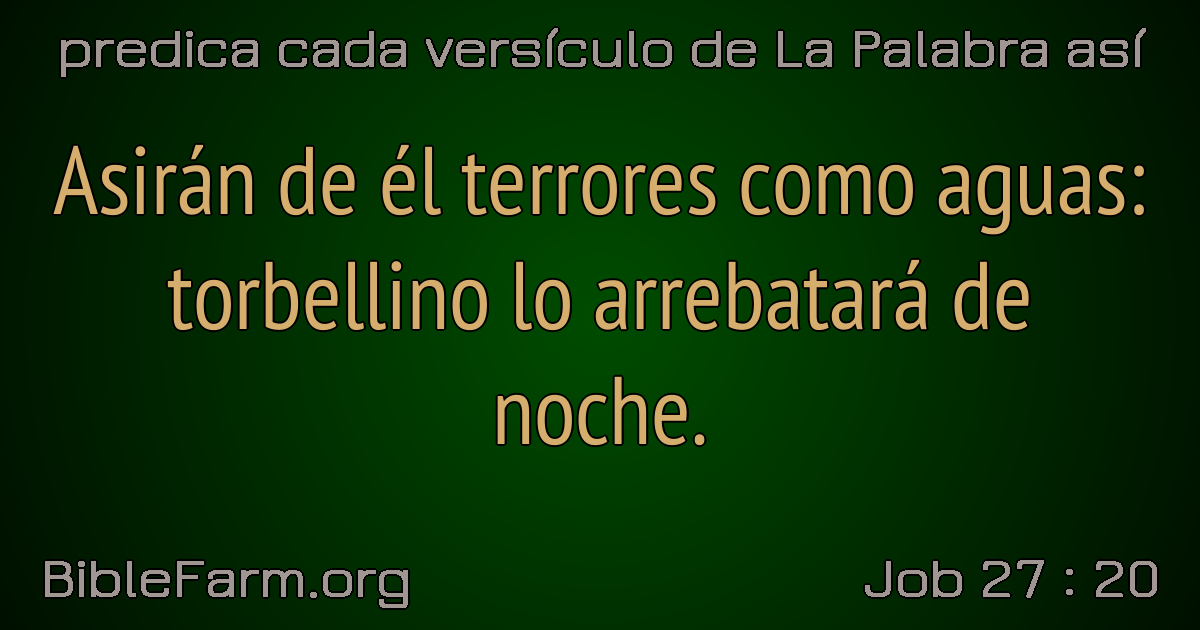 predica cada versículo de La Palabra así
Asirán de él terrores como aguas:
torbellino lo arrebatará de
noche.
BibleFarm.org
Job 27 : 20